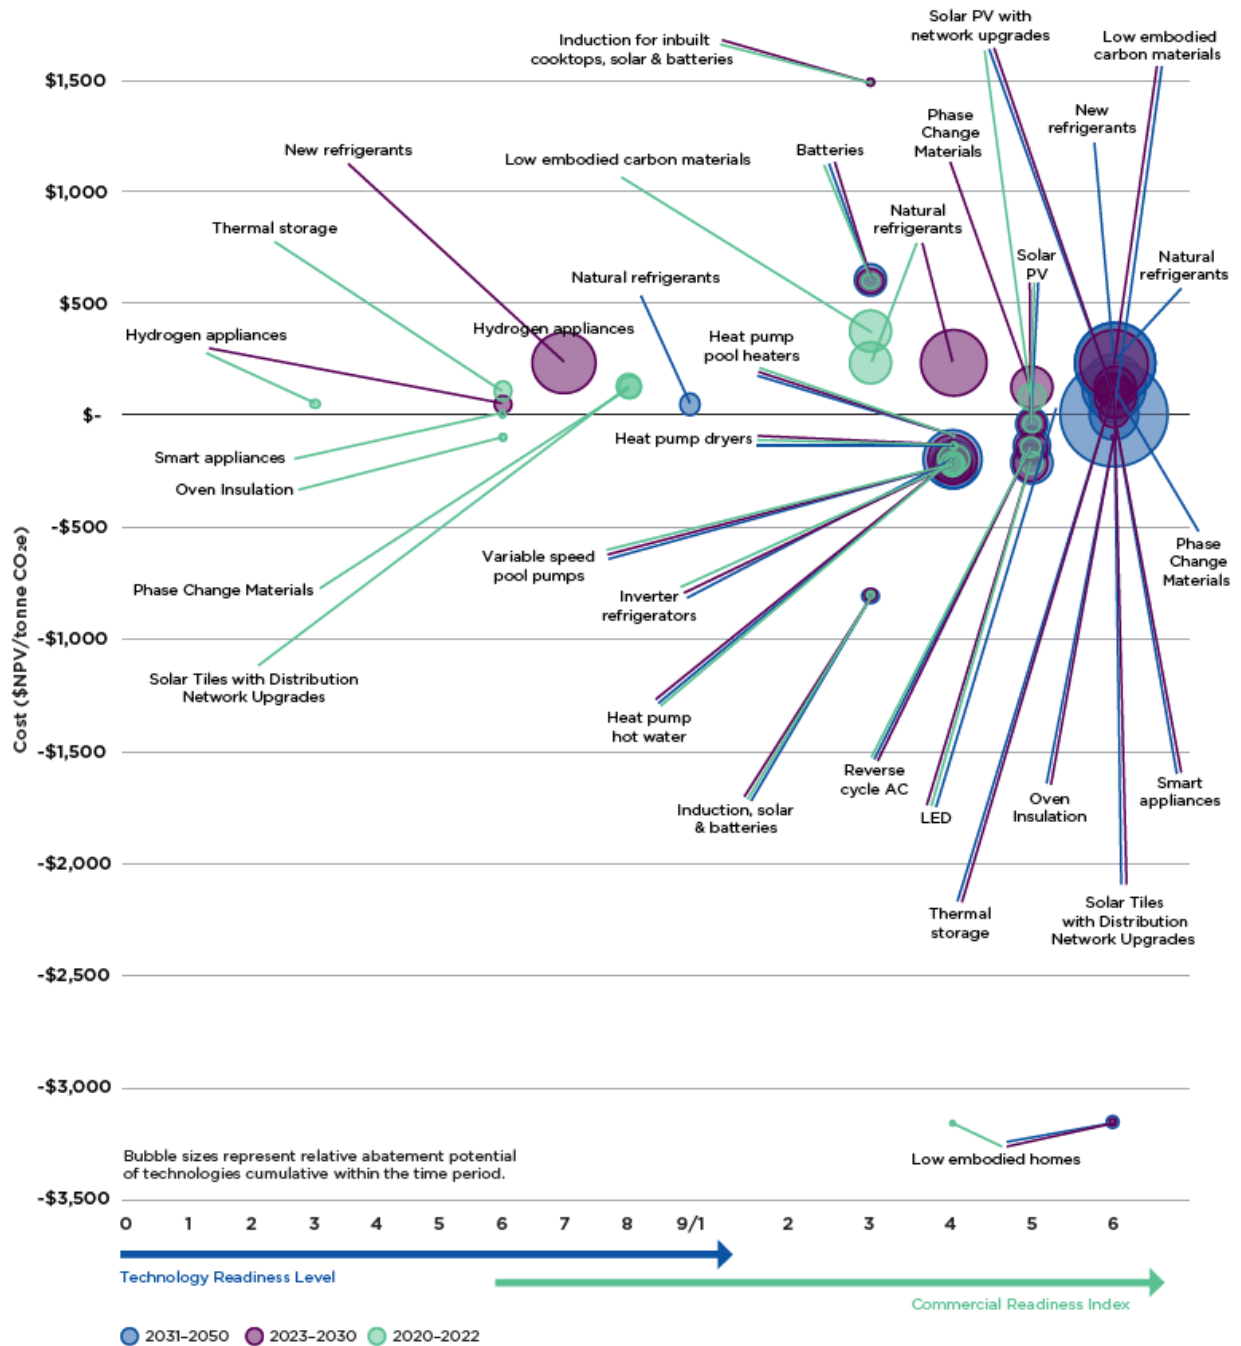 Solar PV with
network upgrades
Low embodied
carbon materials
Induction for inbuilt
cooktops, solar & batteries
$1,500
New
refrigerants
Phase
Change
Materials
New refrigerants
Low embodied carbon materials
Batteries
$1,000
Natural
refrigerants
Thermal storage
Solar
PV
Natural
refrigerants
Natural refrigerants
$500
Hydrogen appliances
Hydrogen appliances
Heat pump
pool heaters
$-
Heat pump dryers
Smart appliances
Oven Insulation
-$500
Cost ($NPV/tonne CO₂e)
Variable speed
pool pumps
Phase
Change
Materials
Phase Change Materials
Inverter
refrigerators
-$1,000
Solar Tiles with Distribution
Network Upgrades
Heat pump
hot water
-$1,500
Reverse
cycle AC
Smart
appliances
Oven
Insulation
Induction, solar
& batteries
LED
-$2,000
Thermal
storage
Solar Tiles
with Distribution
Network Upgrades
-$2,500
-$3,000
Low embodied homes
Bubble sizes represent relative abatement potential
of technologies cumulative within the time period.
-$3,500
0 1 2 3 4 5 6 7 8 9/1 2 3 4 5 6
Technology Readiness Level
Commercial Readiness Index
2031-2050 2023-2030 2020-2022